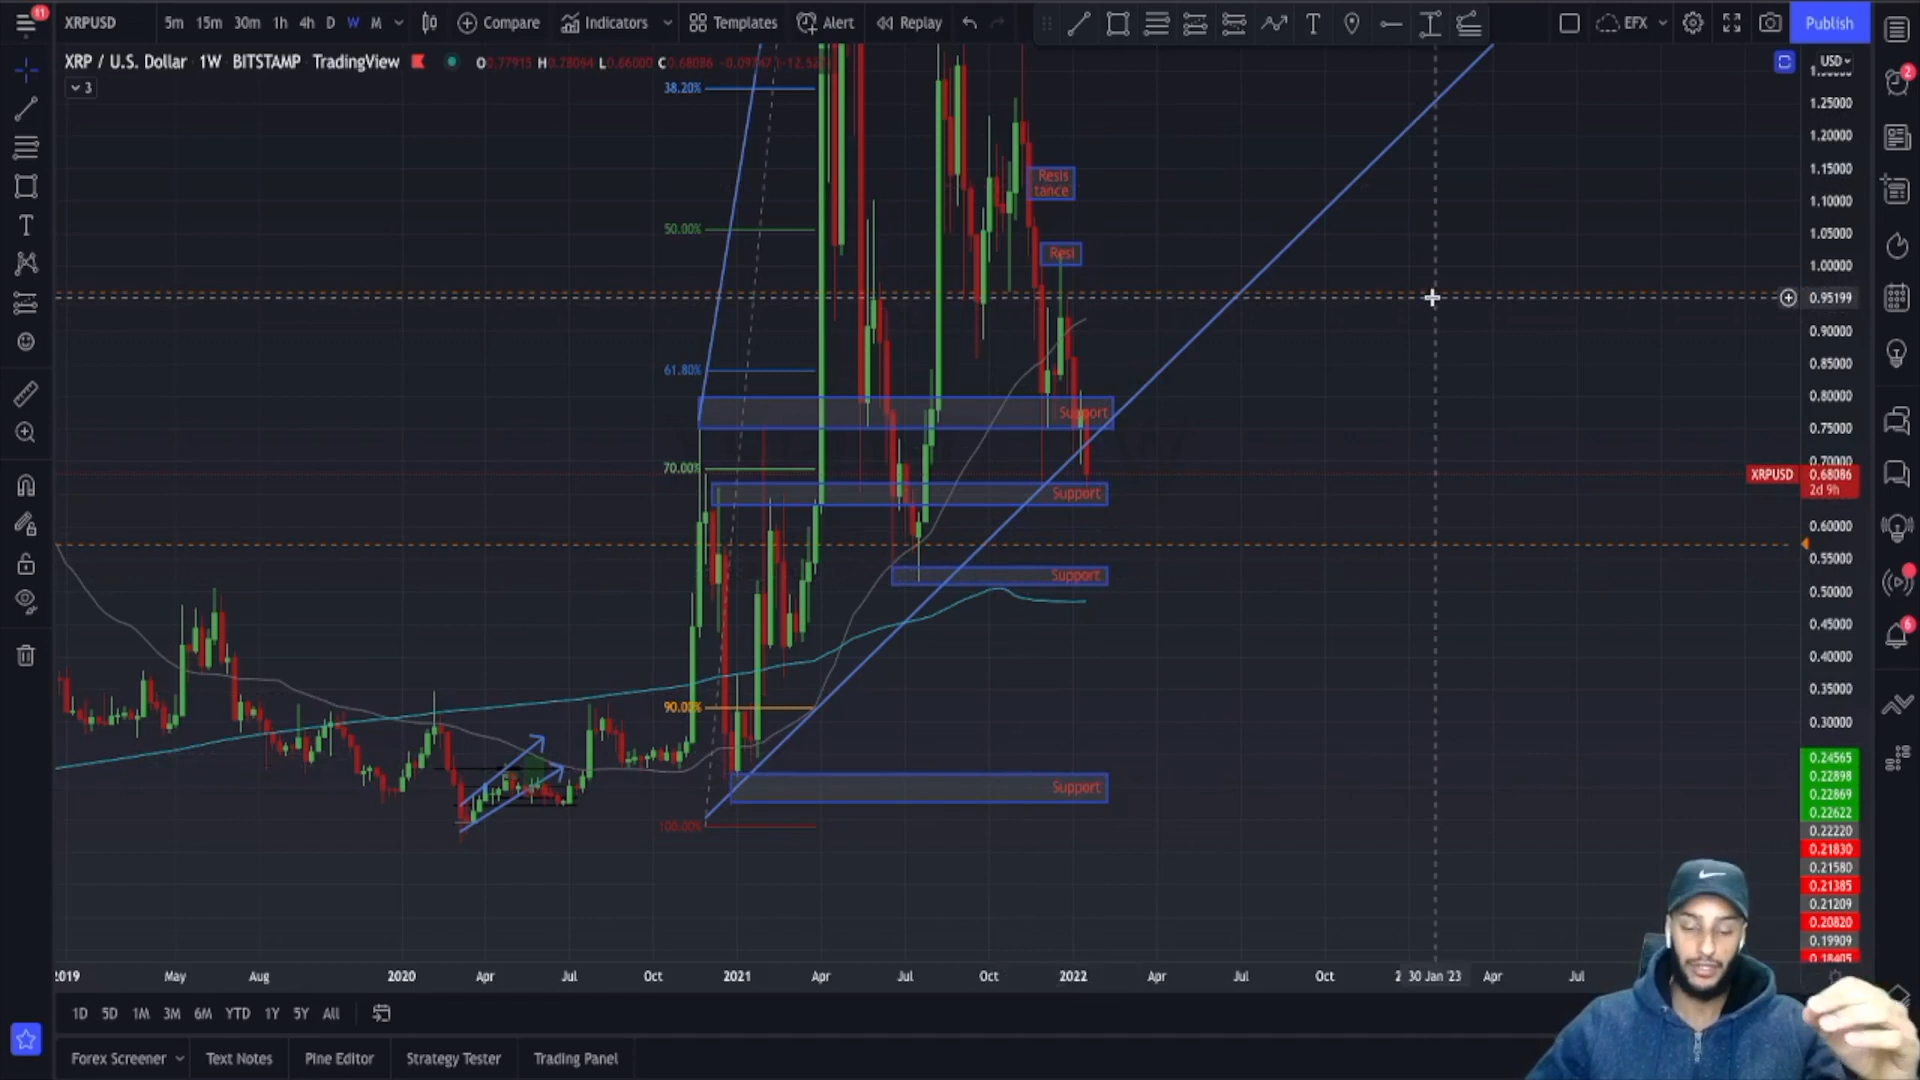 11
XRPUSD 5m 15m 30m 1h 4h D W M Compare Indicators Templates Alert Replay EFX Publish
XRP / U.S. Dollar 1W BITSTAMP TradingView
3
USD
2
6
38.20%
50.00%
61.80%
70.00%
90.00%
100.00%
Resis
tance
Resi
Support
Support
Support
Support
1.25000
1.20000
1.15000
1.10000
1.05000
1.00000
0.95199
0.90000
0.85000
0.80000
0.75000
0.70000
XRPUSD 0.68086
2d 9h
0.60000
0.55000
0.50000
0.45000
0.40000
0.35000
0.30000
0.24565
0.22898
0.22869
0.22622
0.22220
0.21830
0.21580
0.21385
0.21209
0.20820
0.19909
0.18405
2019 May Aug 2020 Apr Jul Oct 2021 Apr Jul Oct 2022 Apr Jul Oct 30 Jan '23 Apr Jul
1D 5D 1M 3M 6M YTD 1Y 5Y All
Forex Screener Text Notes Pine Editor Strategy Tester Trading Panel